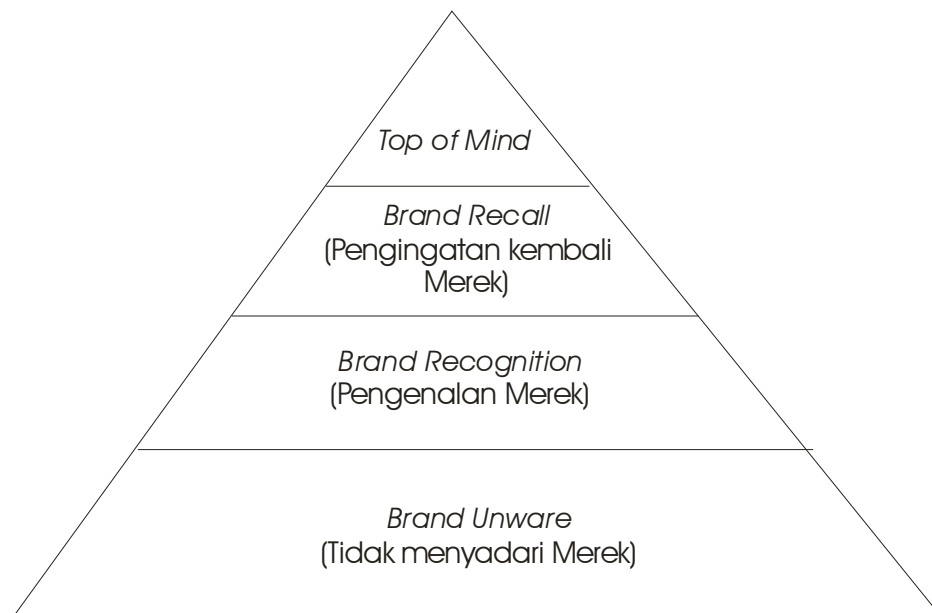 Top of Mind
Brand Recall
(Pengingatan kembali
Merek)
Brand Recognition
(Pengenalan Merek)
Brand Unware
(Tidak menyadari Merek)